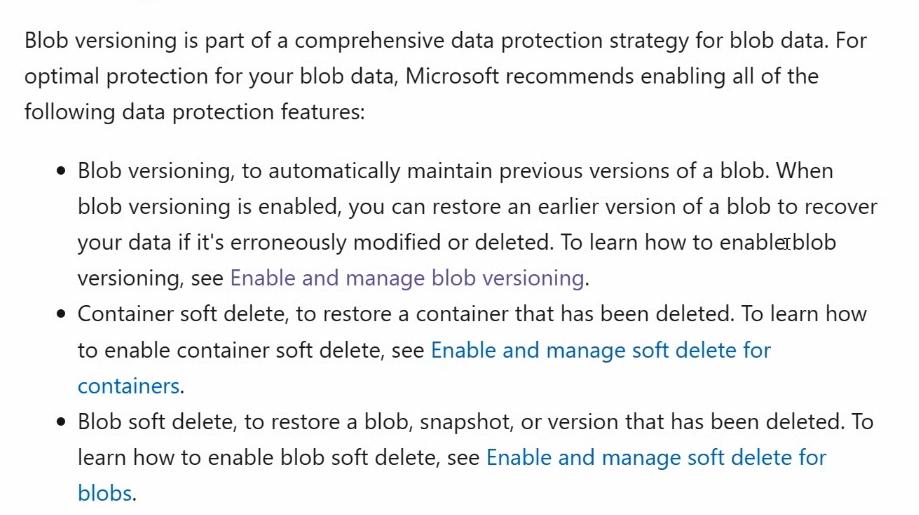 Blob versioning is part of a comprehensive data protection strategy for blob data. For
optimal protection for your blob data, Microsoft recommends enabling all of the
following data protection features:
• Blob versioning, to automatically maintain previous versions of a blob. When
blob versioning is enabled, you can restore an earlier version of a blob to recover
your data if it's erroneously modified or deleted. To learn how to enable blob
versioning, see Enable and manage blob versioning.
• Container soft delete, to restore a container that has been deleted. To learn how
to enable container soft delete, see Enable and manage soft delete for
containers.
• Blob soft delete, to restore a blob, snapshot, or version that has been deleted. To
learn how to enable blob soft delete, see Enable and manage soft delete for
blobs.